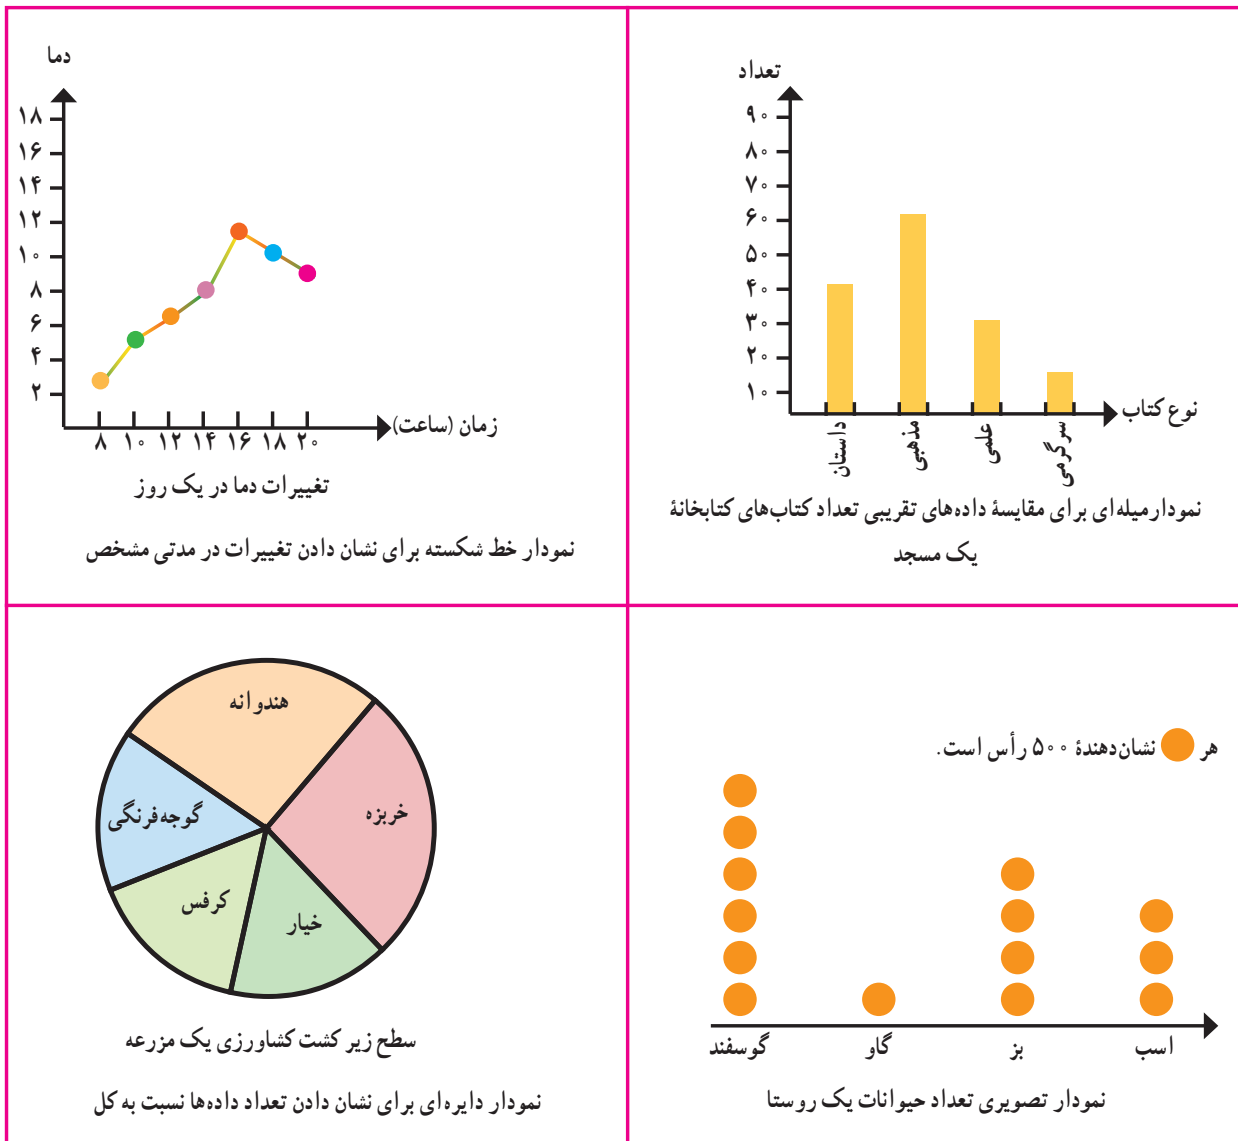 تعداد
۹۰
۸۰
۷۰
۶۰
۵۰
۴۰
۳۰
۲۰
۱۰
داستان
مذهبی
علمی
سرگرمی
نوع کتاب
نمودارمیله‌ای برای مقایسهٔ داده‌های تقریبی تعداد کتاب‌های کتابخانهٔ
یک مسجد
دما
۱۸
۱۶
۱۴
۱۲
۱۰
۸
۶
۴
۲
۸ ۱۰ ۱۲ ۱۴ ۱۶ ۱۸ ۲۰
زمان (ساعت)
تغییرات دما در یک روز
نمودار خط شکسته برای نشان دادن تغییرات در مدتی مشخص
هر نشان‌دهندهٔ ۵۰۰ رأس است.
اسب بز گاو گوسفند
نمودار تصویری تعداد حیوانات یک روستا
هندوانه
خربزه
گوجه‌فرنگی
کرفس
خیار
سطح زیر کشت کشاورزی یک مزرعه
نمودار دایره‌ای برای نشان دادن تعداد داده‌ها نسبت به کل